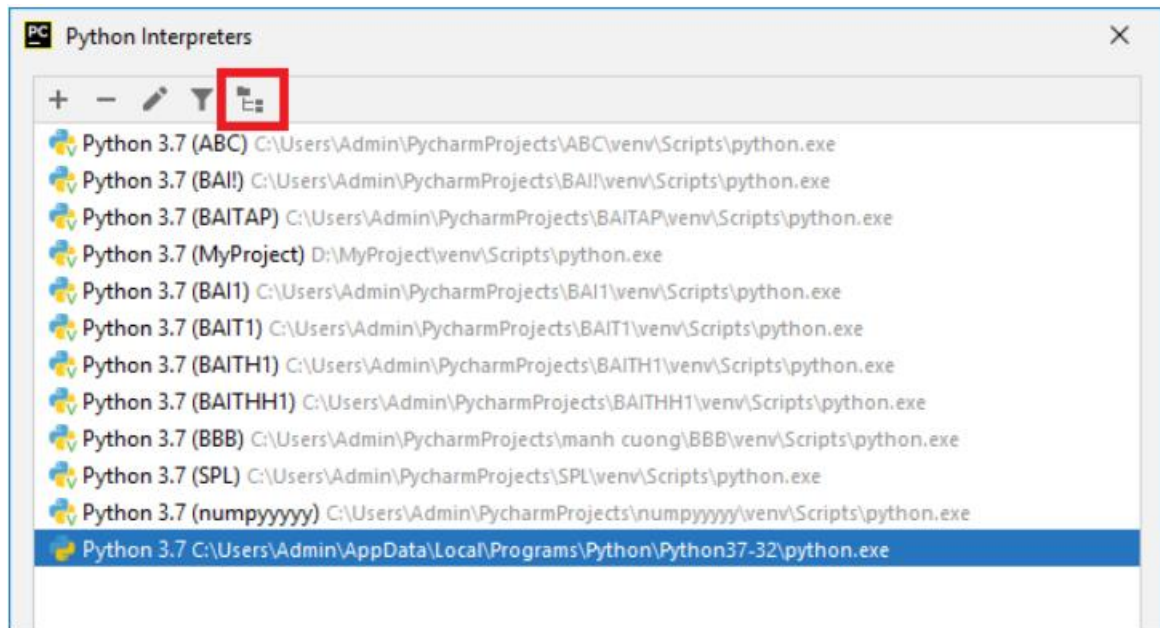 PC Python Interpreters
Python 3.7 (ABC) C:\Users\Admin\PycharmProjects\ABC\venv\Scripts\python.exe
Python 3.7 (BAI!) C:\Users\Admin\PycharmProjects\BAI!\venv\Scripts\python.exe
Python 3.7 (BAITAP) C:\Users\Admin\PycharmProjects\BAITAP\venv\Scripts\python.exe
Python 3.7 (MyProject) D:\MyProject\venv\Scripts\python.exe
Python 3.7 (BAI1) C:\Users\Admin\PycharmProjects\BAI1\venv\Scripts\python.exe
Python 3.7 (BAIT1) C:\Users\Admin\PycharmProjects\BAIT1\venv\Scripts\python.exe
Python 3.7 (BAITH1) C:\Users\Admin\PycharmProjects\BAITH1\venv\Scripts\python.exe
Python 3.7 (BAITHH1) C:\Users\Admin\PycharmProjects\BAITHH1\venv\Scripts\python.exe
Python 3.7 (BBB) C:\Users\Admin\PycharmProjects\manh cuong\BBB\venv\Scripts\python.exe
Python 3.7 (SPL) C:\Users\Admin\PycharmProjects\SPL\venv\Scripts\python.exe
Python 3.7 (numpyyyyy) C:\Users\Admin\PycharmProjects\numpyyyyy\venv\Scripts\python.exe
Python 3.7 C:\Users\Admin\AppData\Local\Programs\Python\Python37-32\python.exe